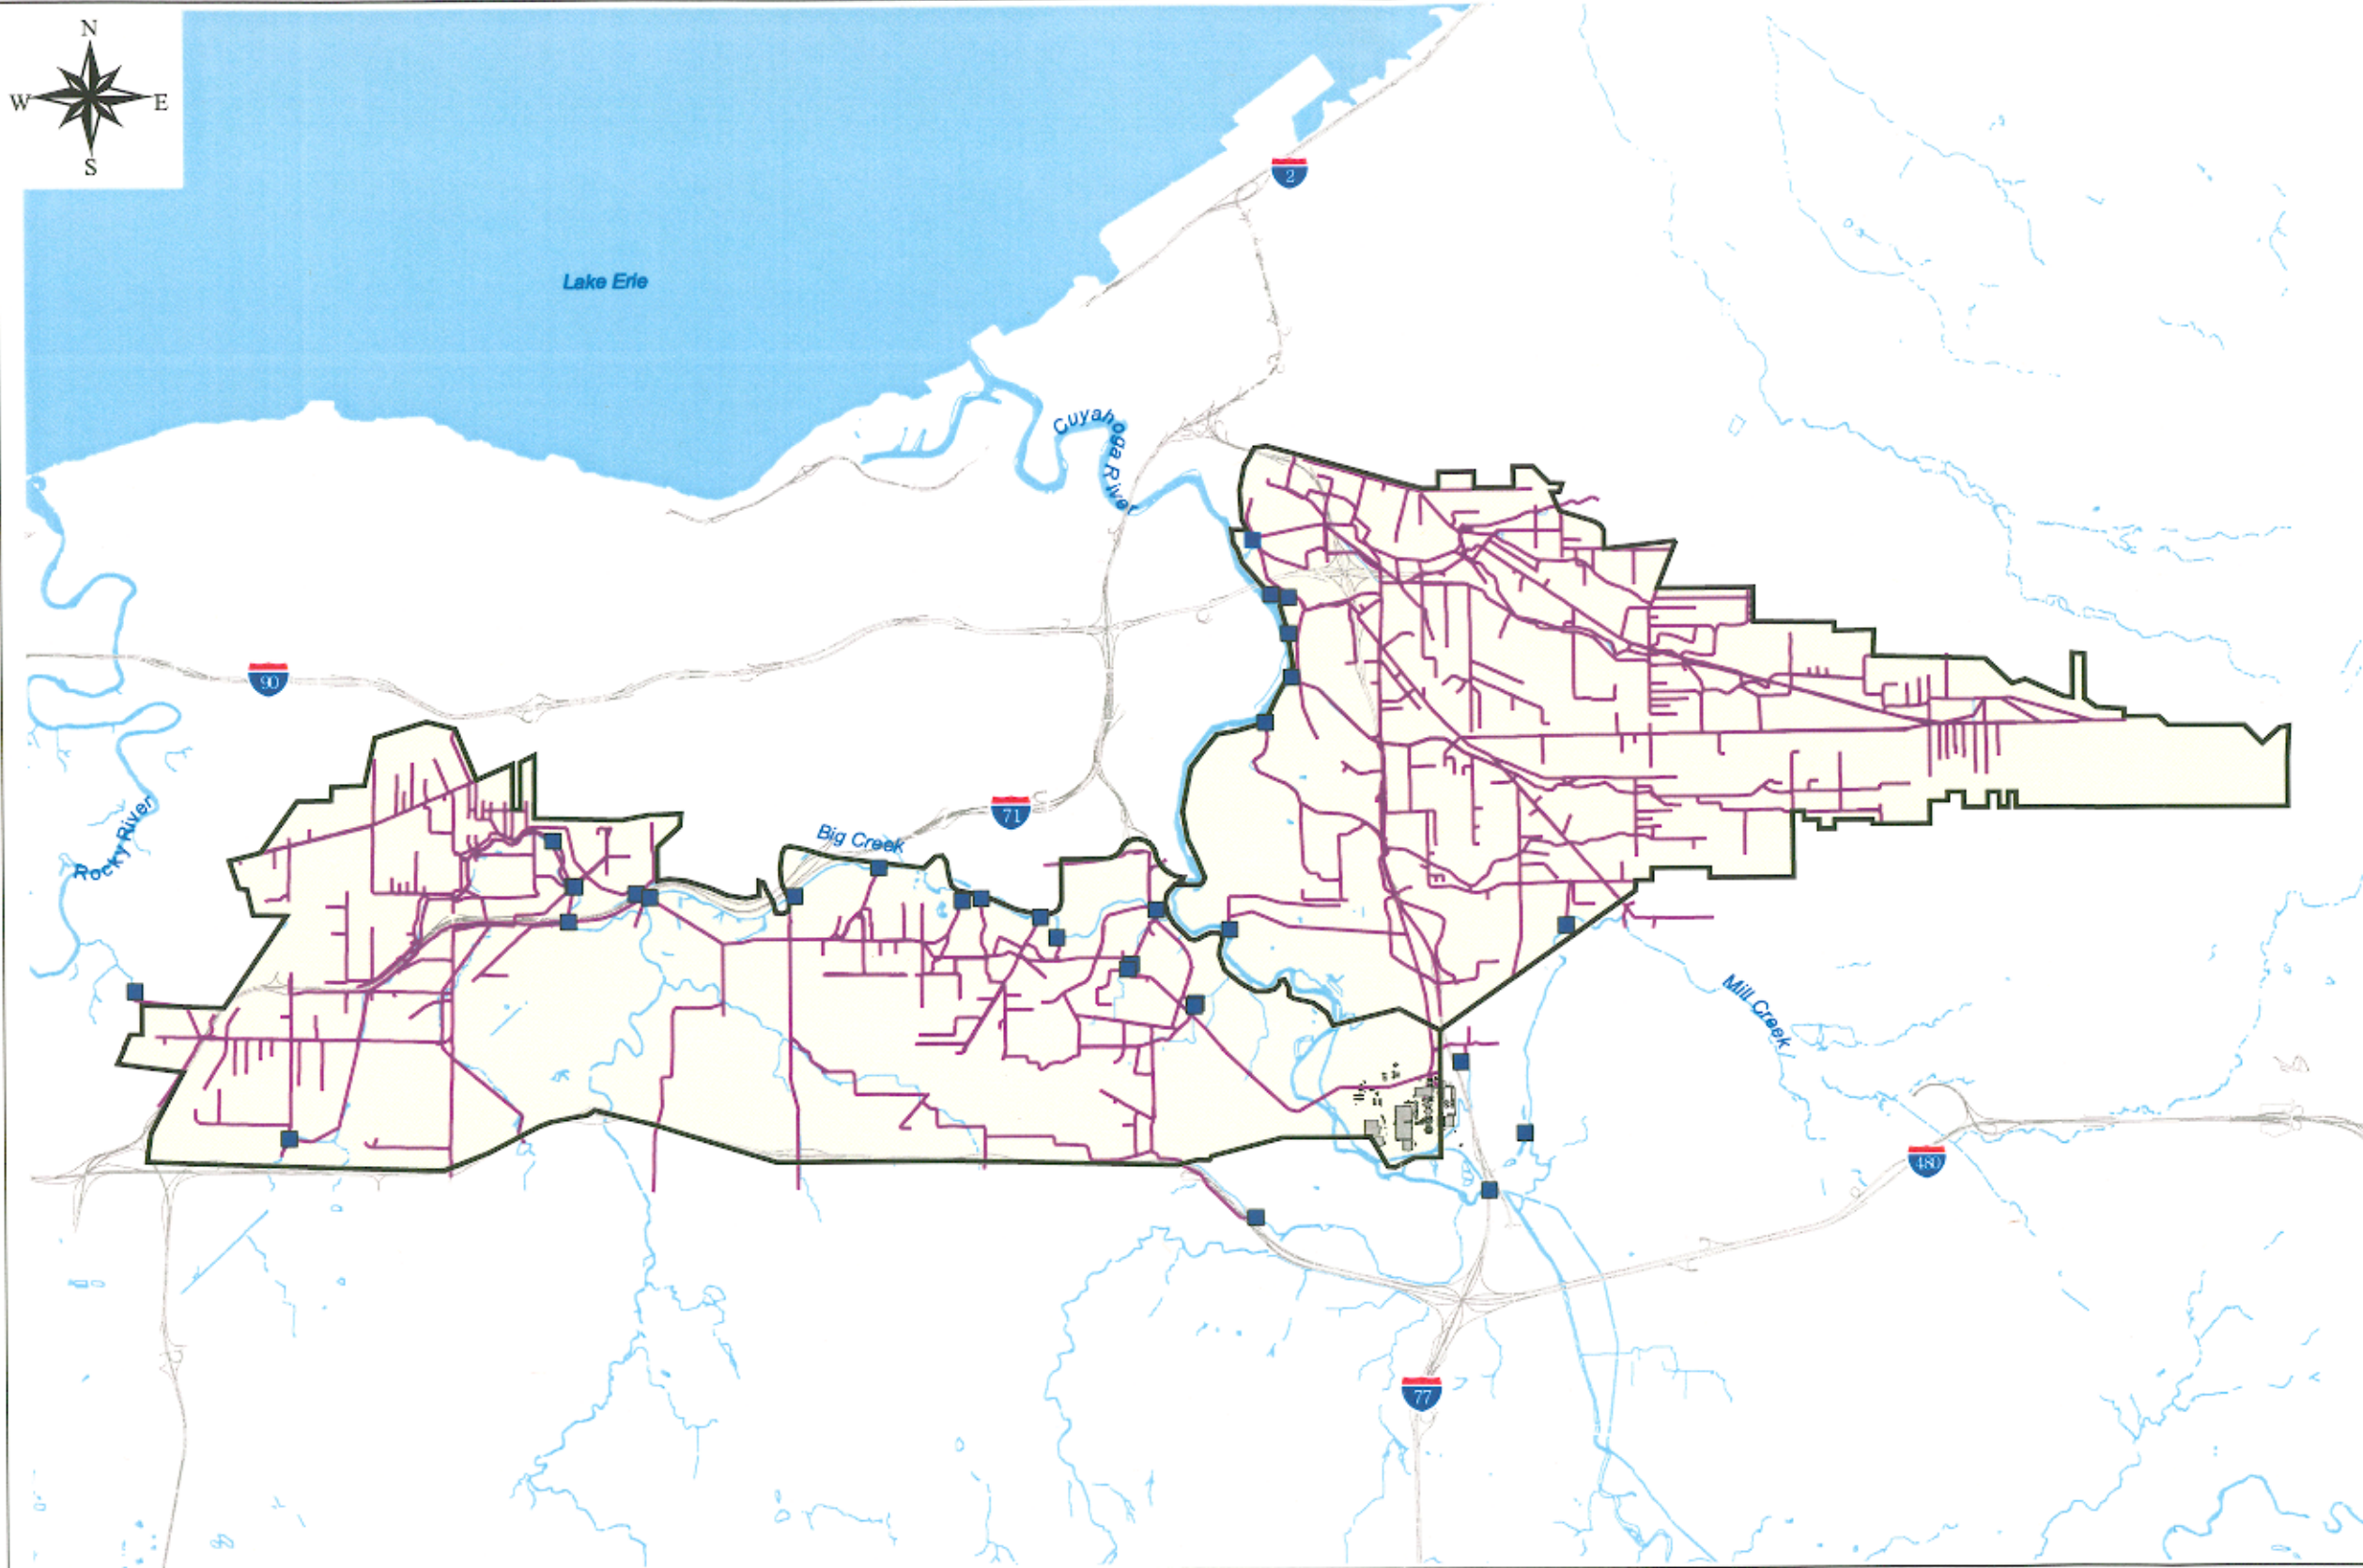 N
W
E
S
2
Lake Erie
Cuyahoga River
90
71
Big Creek
Rocky River
Mill Creek
480
77